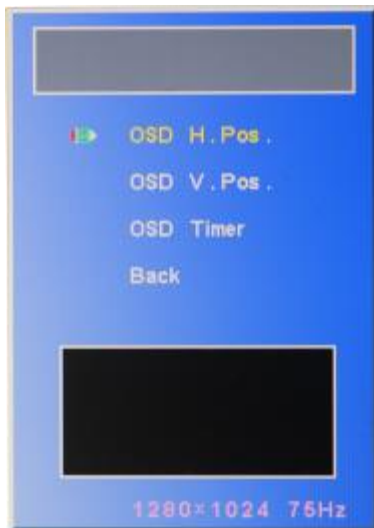 OSD H.Pos.
OSD V.Pos.
OSD Timer
Back
1280×1024 75Hz